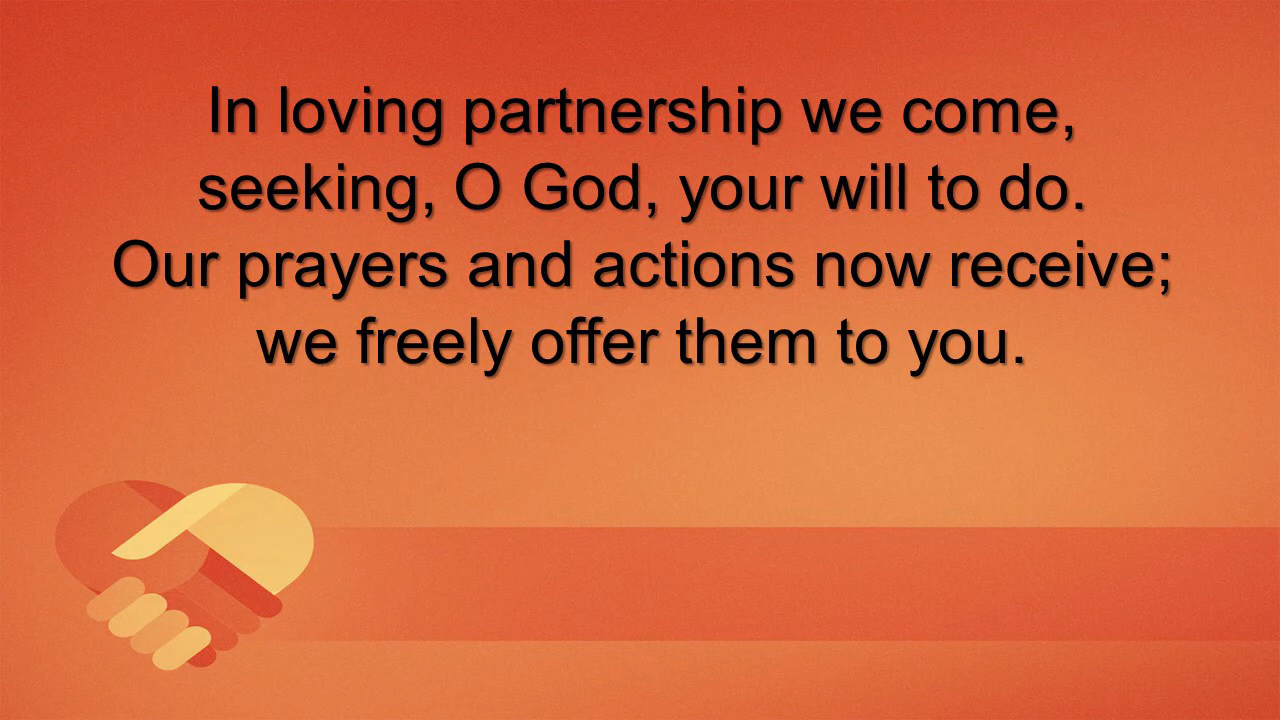 In loving partnership we come,
seeking, O God, your will to do.
Our prayers and actions now receive;
we freely offer them to you.